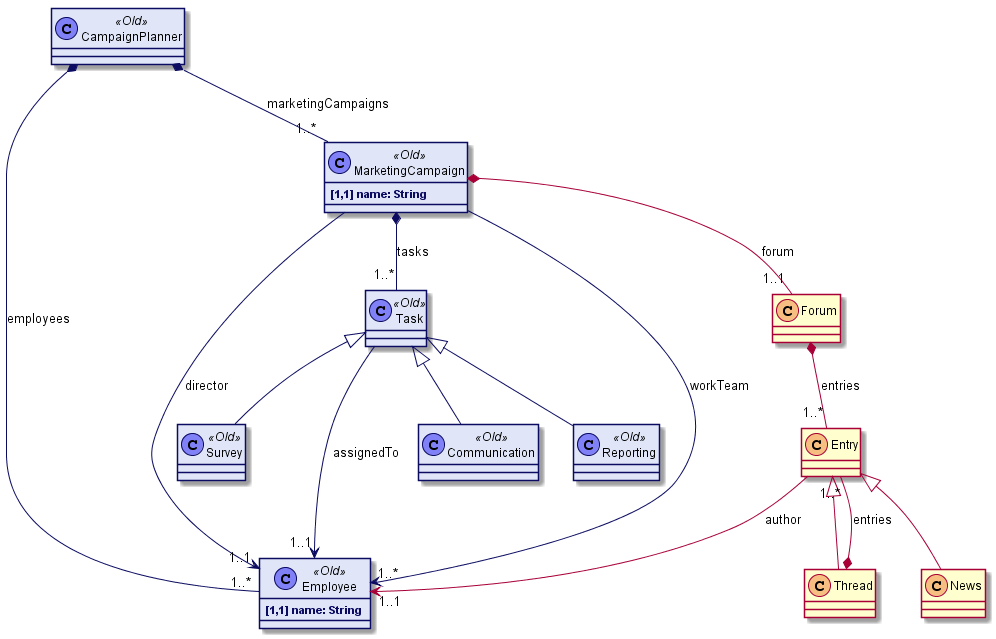 C
«Old»
CampaignPlanner
marketingCampaigns
1..*
C
«Old»
MarketingCampaign
[1,1] name: String
tasks
1..*
forum
1..1
C
Forum
C
«Old»
Task
employees
director
assignedTo
workTeam
entries
1..*
C
«Old»
Survey
C
«Old»
Communication
C
«Old»
Reporting
C
Entry
1..*
author
entries
1..1
1..1
1..*
1..*
1..1
C
«Old»
Employee
[1,1] name: String
C
Thread
C
News